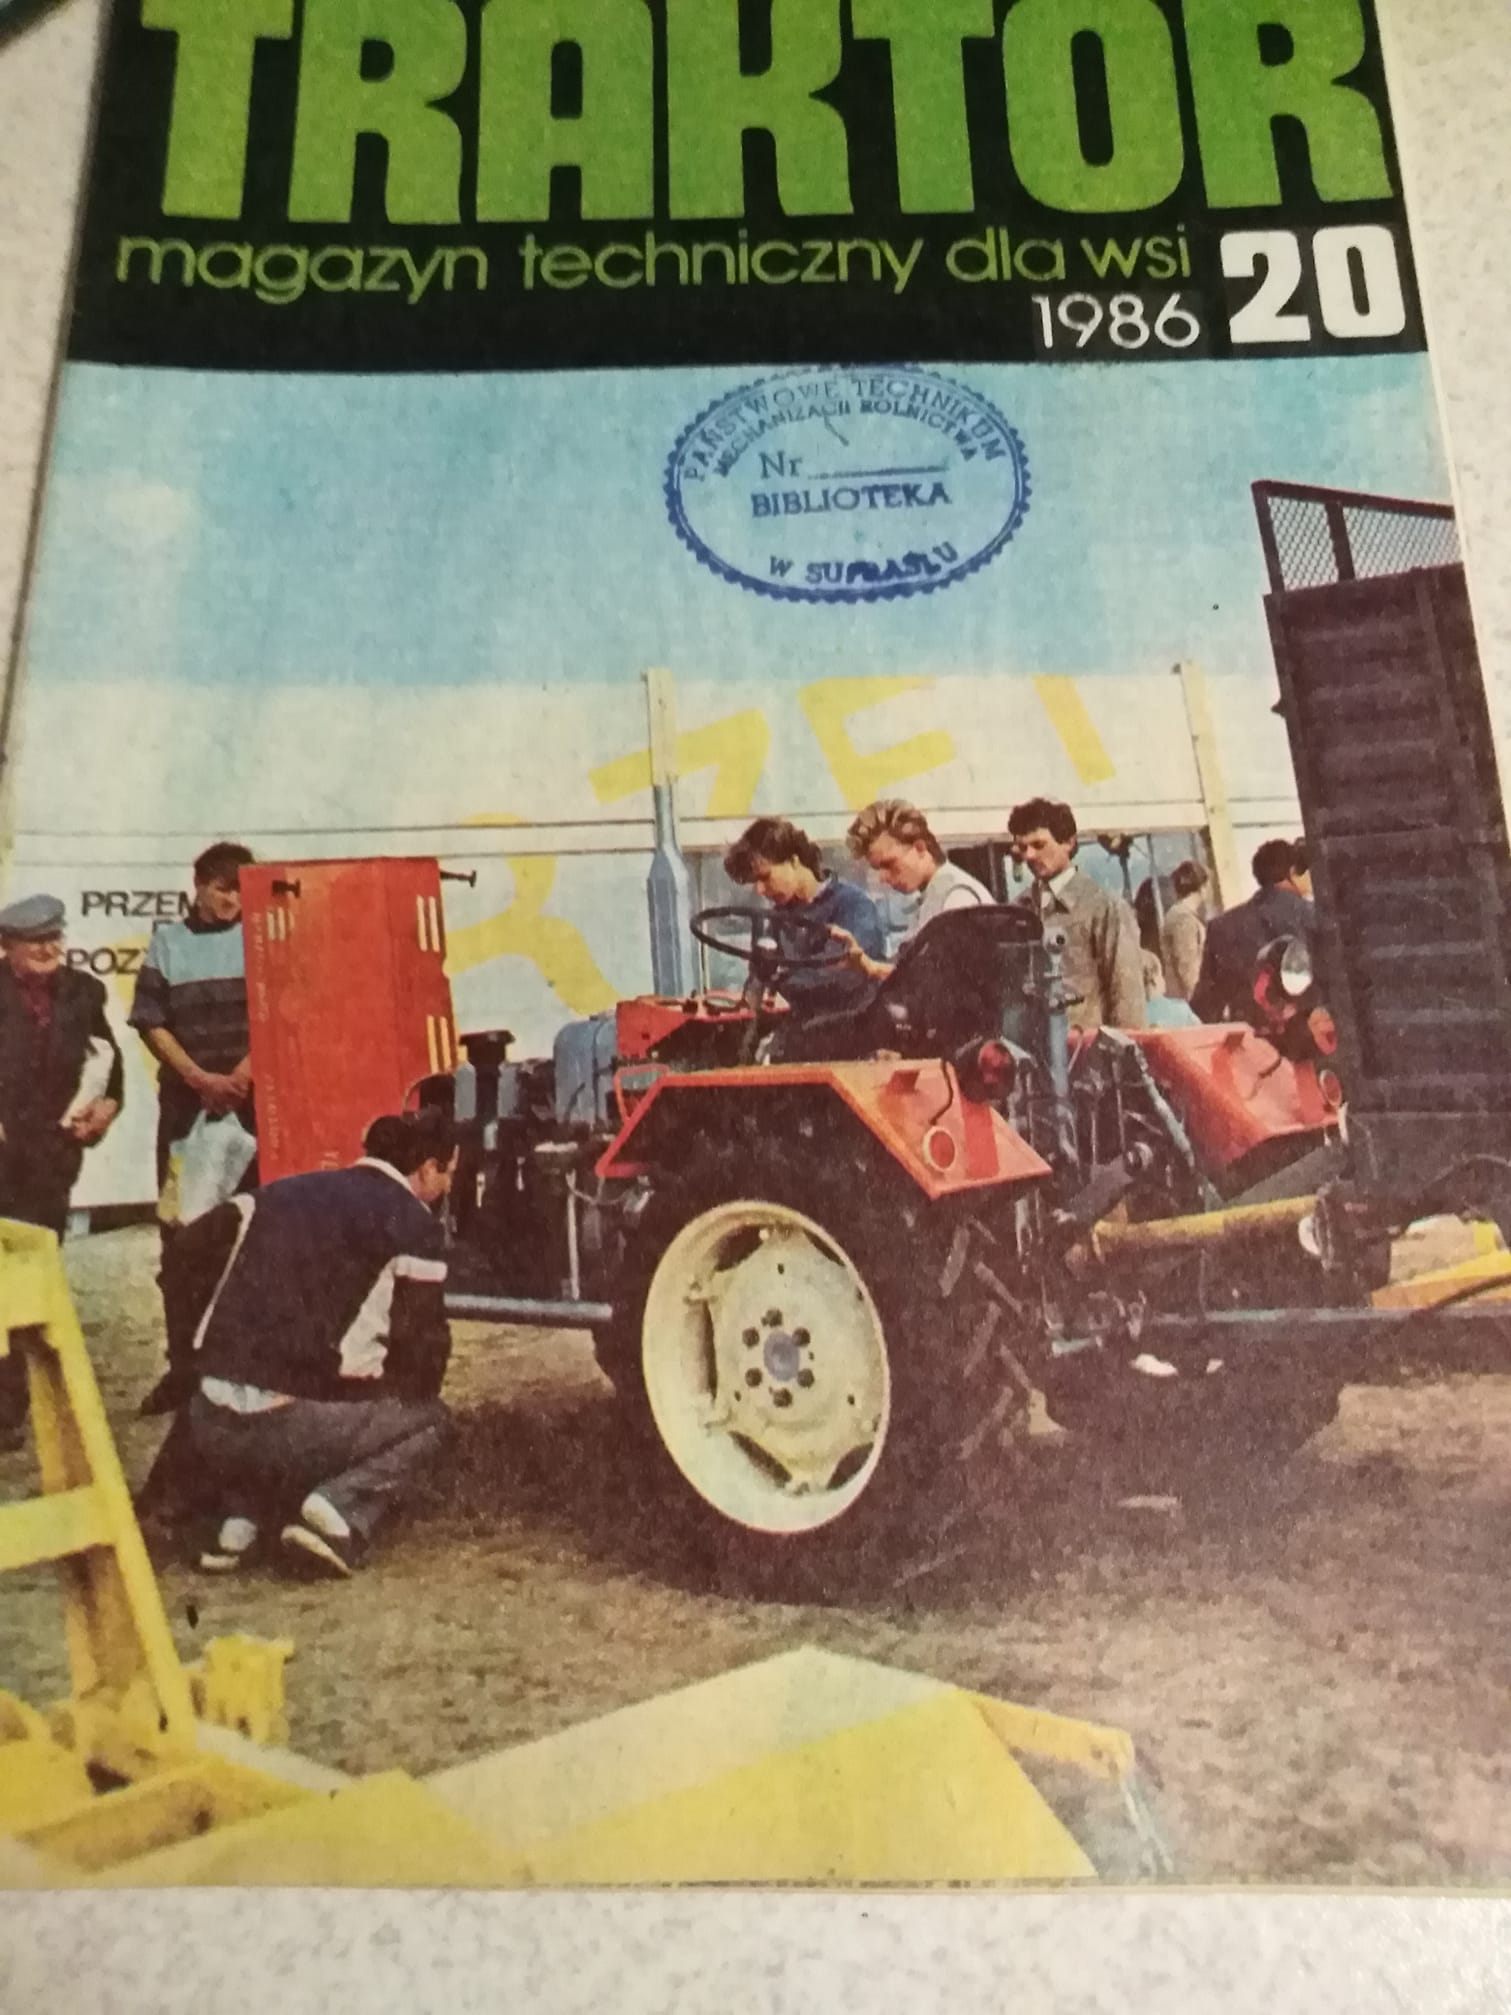 TRAKTOR
magazyn techniczny dla wsi
1986 20
PAŃSTWOWE TECHNIKUM
MECHANIZACJI ROLNICTWA
Nr
BIBLIOTEKA
W SUPRAŚLU
PRZEM
POZ